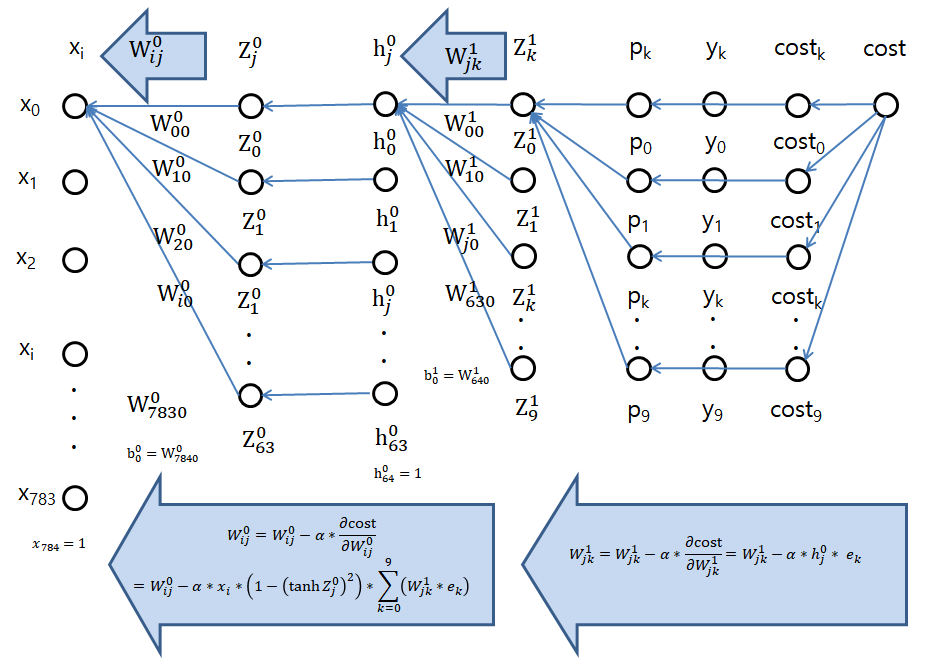 xᵢ W⁰ᵢⱼ Z⁰ⱼ h⁰ⱼ W¹ⱼₖ Z¹ₖ pₖ yₖ costₖ cost
x₀
W⁰₀₀ Z⁰₀ h⁰₀ W¹₀₀ Z¹₀ p₀ y₀ cost₀
x₁ W⁰₁₀ W¹₁₀
Z⁰₁ h⁰₁ Z¹₁ p₁ y₁ cost₁
x₂ W⁰₂₀ W¹ⱼ₀
W⁰ᵢ₀ Z⁰₁ h⁰ⱼ W¹₆₃₀ Z¹ₖ pₖ yₖ costₖ
xᵢ
b¹₀ = W¹₆₄₀
W⁰₇₈₃₀ Z¹₉ p₉ y₉ cost₉
Z⁰₆₃ h⁰₆₃
b⁰₀ = W⁰₇₈₄₀
h⁰₆₄ = 1
x₇₈₃
x₇₈₄ = 1
W⁰ᵢⱼ = W⁰ᵢⱼ − α ∗ ∂cost/∂W⁰ᵢⱼ
= W⁰ᵢⱼ − α ∗ xᵢ ∗ (1 − (tanh Z⁰ⱼ)²) ∗ ∑⁹ₖ₌₀(W¹ⱼₖ ∗ eₖ)
W¹ⱼₖ = W¹ⱼₖ − α ∗ ∂cost/∂W¹ⱼₖ = W¹ⱼₖ − α ∗ h⁰ⱼ ∗ eₖ